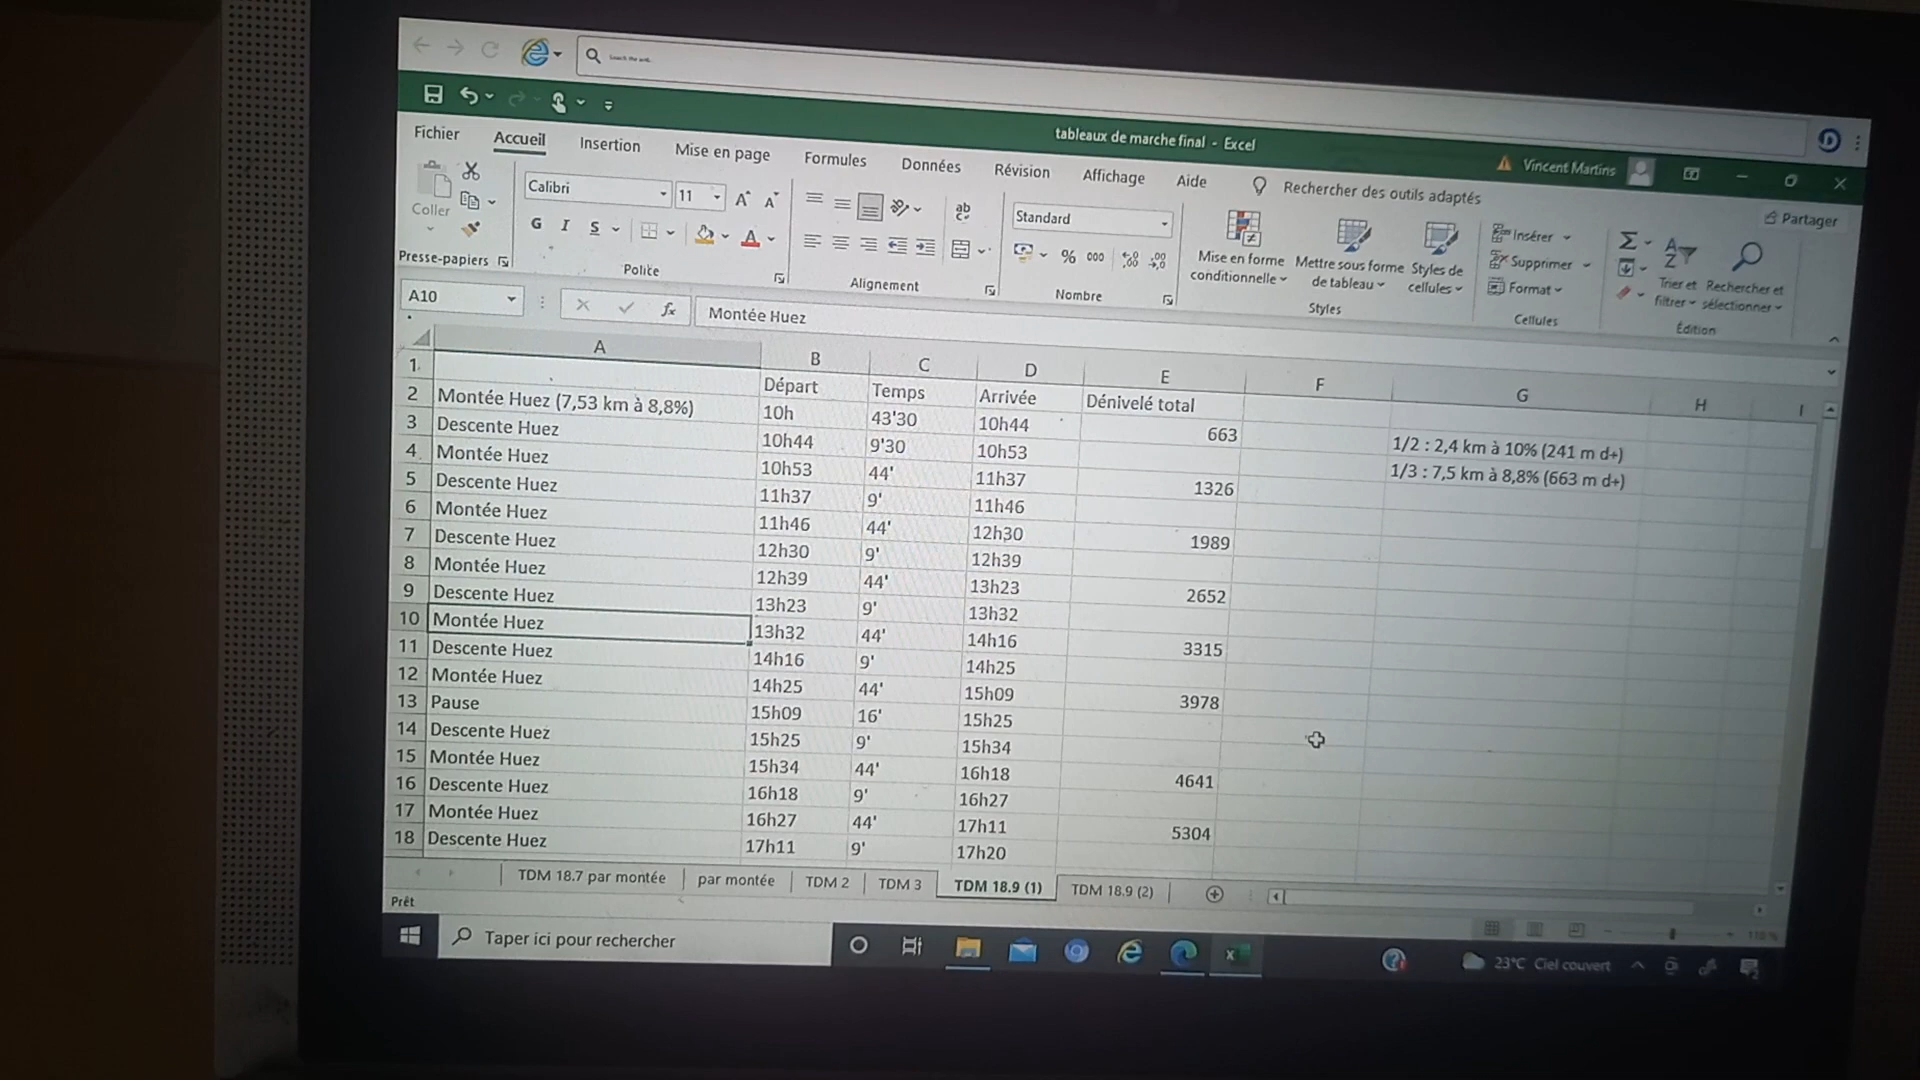 tableaux de marche final - Excel
Vincent Martins
Fichier Accueil Insertion Mise en page Formules Données Révision Affichage Aide Rechercher des outils adaptés
Partager
Coller
Presse-papiers
Calibri 11
G I S
Police
Alignement
Standard
% 000
Nombre
Mise en forme conditionnelle
Mettre sous forme de tableau
Styles de cellules
Styles
Insérer
Supprimer
Format
Cellules
Trier et filtrer
Rechercher et sélectionner
Édition
A10 fx Montée Huez
A B C D E F G H I
1 Départ Temps Arrivée Dénivelé total
2 Montée Huez (7,53 km à 8,8%) 10h 43'30 10h44 663 1/2 : 2,4 km à 10% (241 m d+)
3 Descente Huez 10h44 9'30 10h53 1/3 : 7,5 km à 8,8% (663 m d+)
4 Montée Huez 10h53 44' 11h37 1326
5 Descente Huez 11h37 9' 11h46
6 Montée Huez 11h46 44' 12h30 1989
7 Descente Huez 12h30 9' 12h39
8 Montée Huez 12h39 44' 13h23 2652
9 Descente Huez 13h23 9' 13h32
10 Montée Huez 13h32 44' 14h16 3315
11 Descente Huez 14h16 9' 14h25
12 Montée Huez 14h25 44' 15h09 3978
13 Pause 15h09 16' 15h25
14 Descente Huez 15h25 9' 15h34
15 Montée Huez 15h34 44' 16h18 4641
16 Descente Huez 16h18 9' 16h27
17 Montée Huez 16h27 44' 17h11 5304
18 Descente Huez 17h11 9' 17h20
TDM 18.7 par montée par montée TDM 2 TDM 3 TDM 18.9 (1) TDM 18.9 (2)
Prêt
Taper ici pour rechercher
23°C Ciel couvert